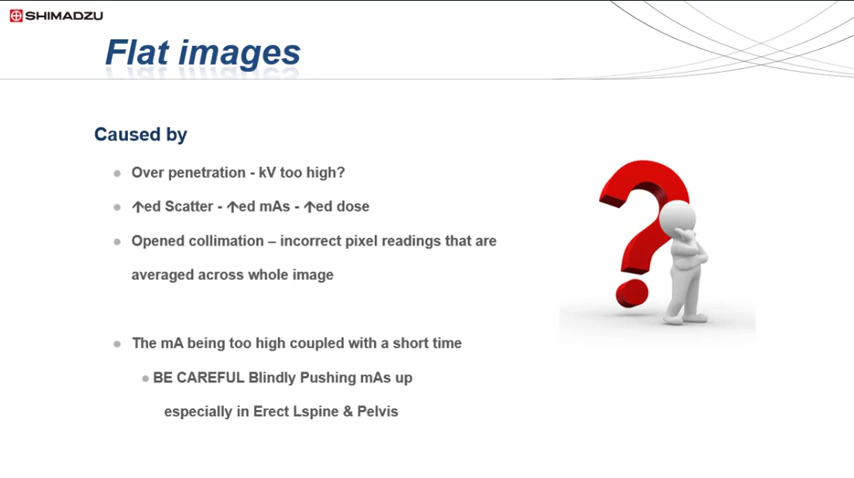 SHIMADZU
Flat images
Caused by
Over penetration - kV too high?
↑ed Scatter - ↑ed mAs - ↑ed dose
Opened collimation – incorrect pixel readings that are
averaged across whole image
The mA being too high coupled with a short time
BE CAREFUL Blindly Pushing mAs up
especially in Erect Lspine & Pelvis